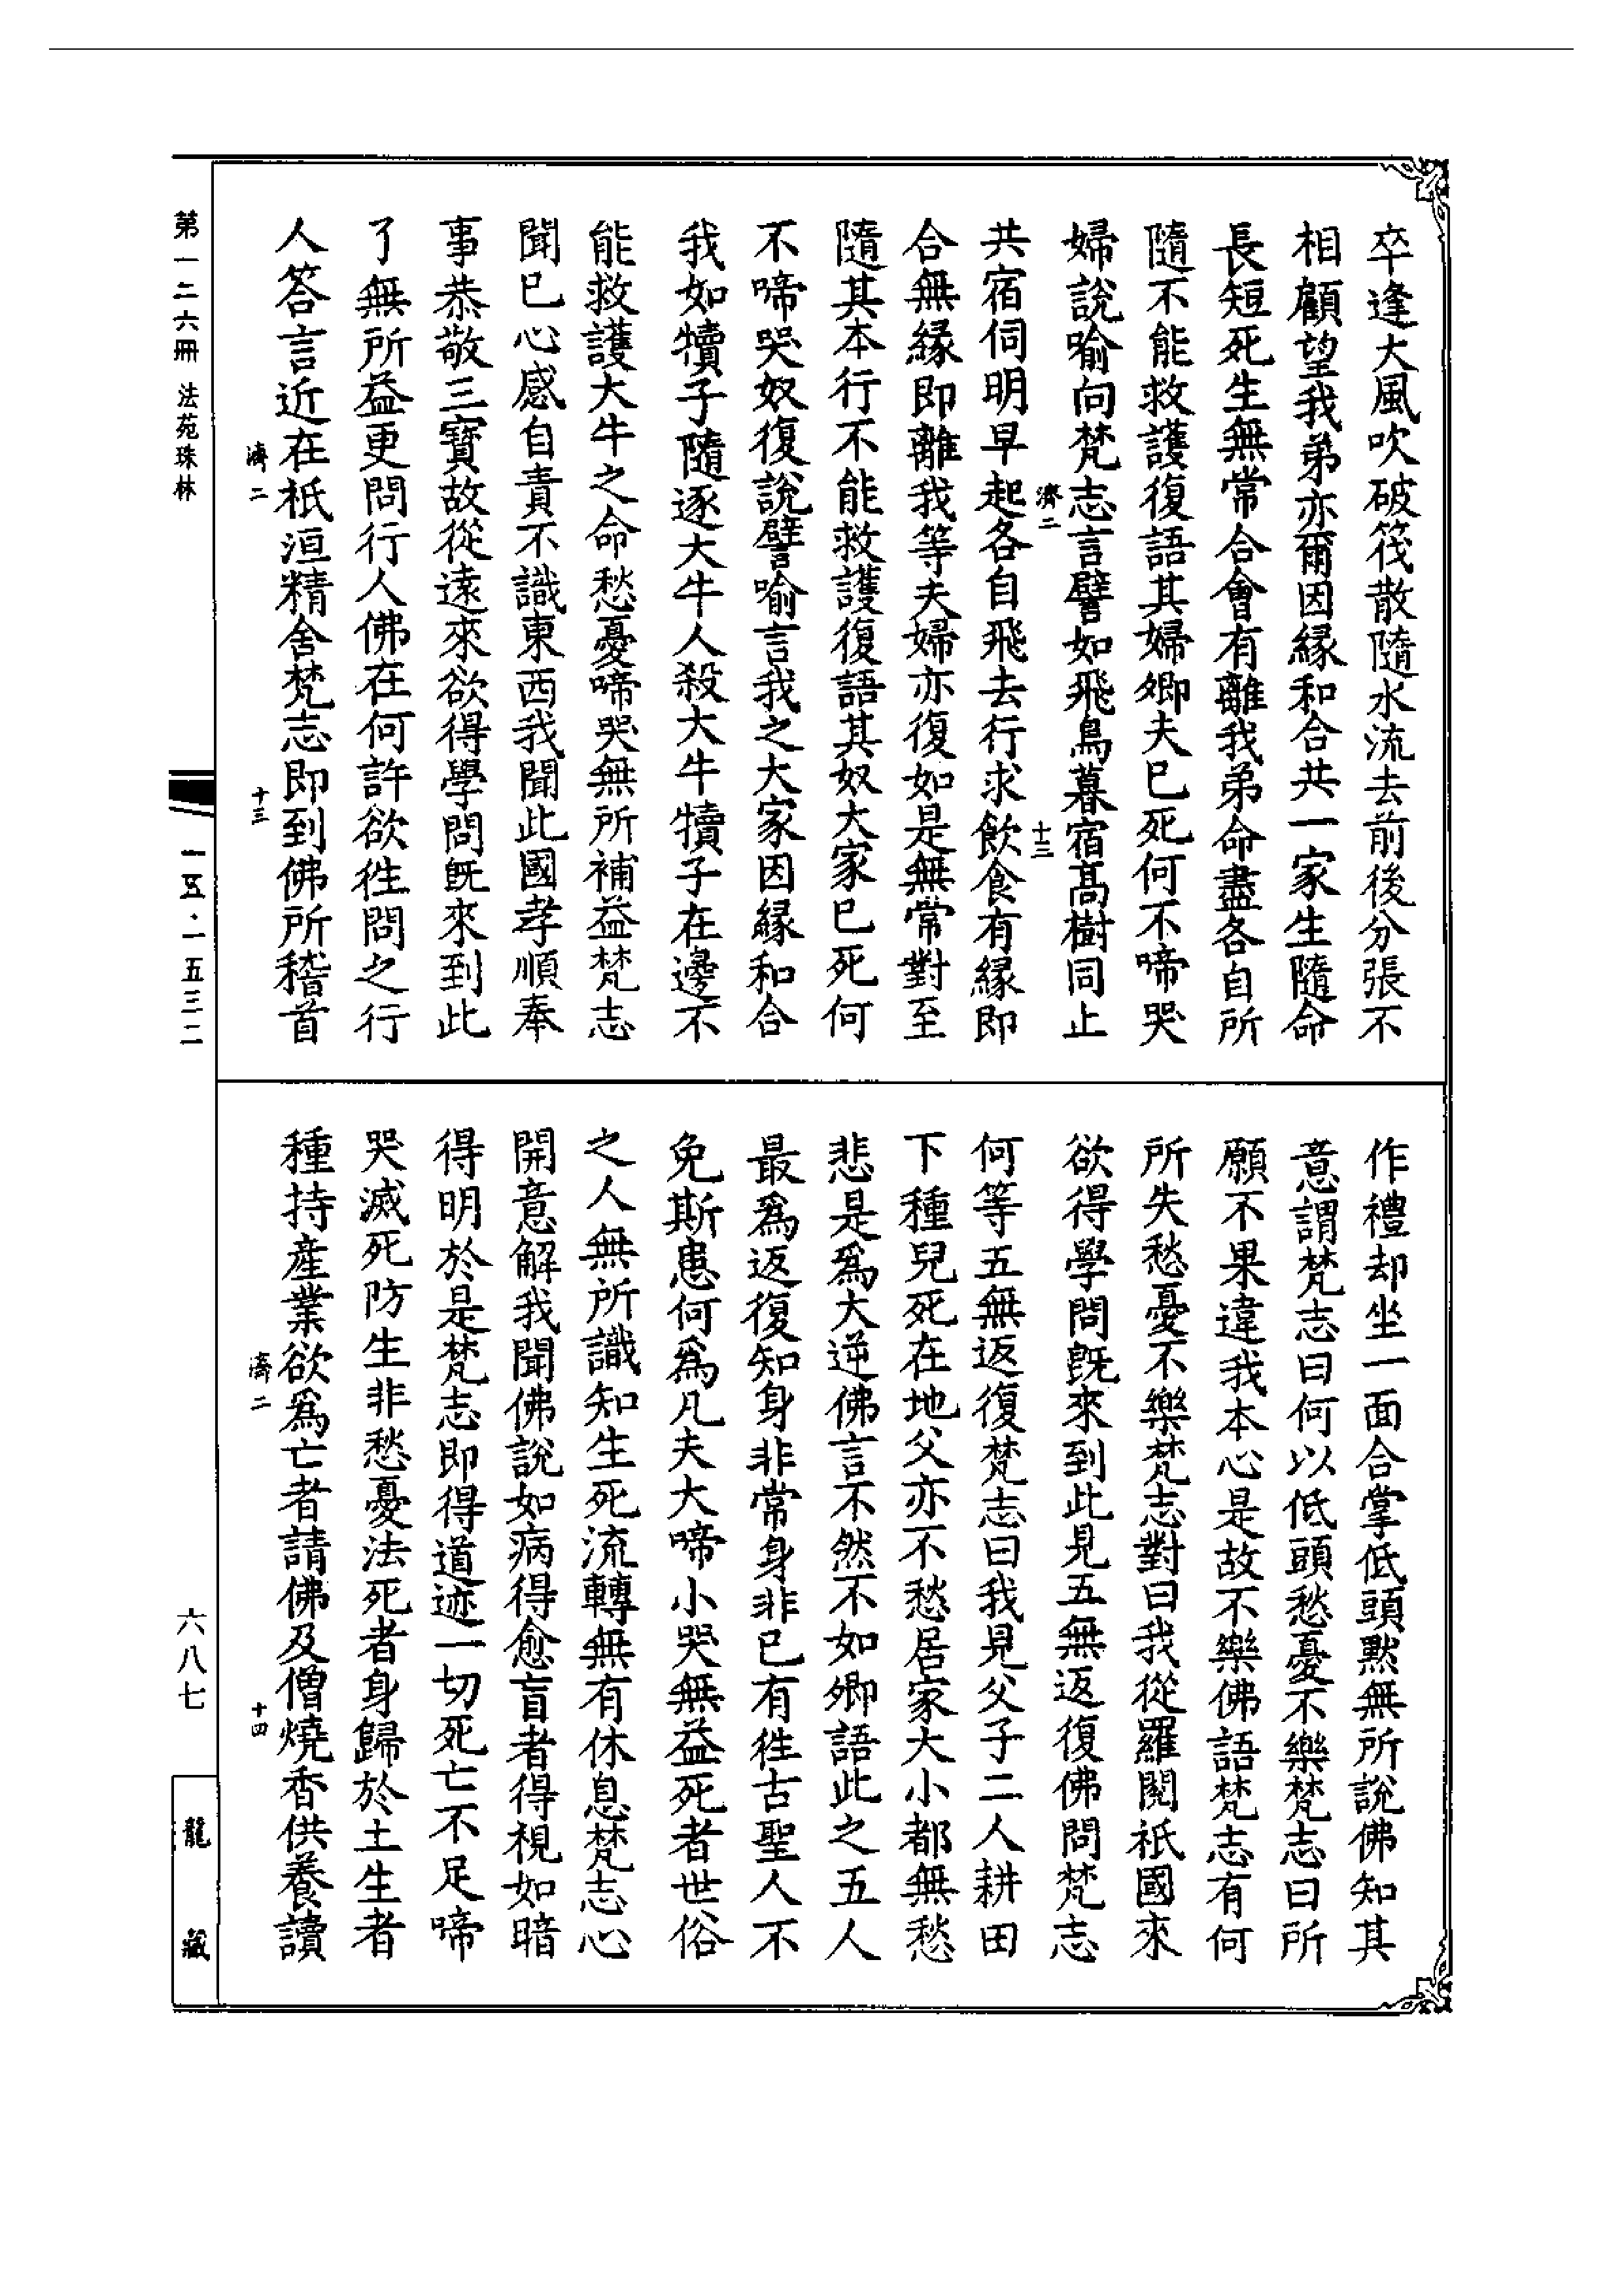 卒逢大風吹破筏散隨水流去前後分張不
相顧望我弟亦爾因緣和合共一家生隨命
長短死生無常合會有離我弟命盡各自所
隨不能救護復語其婦卿夫已死何不啼哭
婦說喻向梵志言譬如飛鳥暮宿高樹同止
濟二
十三
共宿伺明早起各自飛去行求飲食有緣即
合無緣即離我等夫婦亦復如是無常對至
隨其本行不能救護復語其奴大家已死何
不啼哭奴復說譬喻言我之大家因緣和合
我如犢子隨逐大牛人殺大牛犢子在邊不
能救護大牛之命愁憂啼哭無所補益梵志
聞已心感自責不識東西我聞此國孝順奉
事恭敬三寶故從遠來欲得學問旣來到此
了無所益更問行人佛在何許欲徃問之行
人答言近在祇洹精舍梵志即到佛所稽首
濟二
十三
作禮却坐一面合掌低頭默無所說佛知其
意謂梵志曰何以低頭愁憂不樂梵志曰所
願不果違我本心是故不樂佛語梵志有何
所失愁憂不樂梵志對曰我從羅閱祇國來
欲得學問旣來到此見五無返復佛問梵志
何等五無返復梵志曰我見父子二人耕田
下種兒死在地父亦不愁居家大小都無愁
悲是爲大逆佛言不然不如卿語此之五人
最爲返復知身非常身非已有徃古聖人不
免斯患何爲凡夫大啼小哭無益死者世俗
之人無所識知生死流轉無有休息梵志心
開意解我聞佛說如病得愈盲者得視如暗
得明於是梵志即得道迹一切死亡不足啼
哭滅死防生非愁憂法死者身歸於土生者
種持產業欲爲亡者請佛及僧燒香供養讀
濟二
十四
第一二六冊 法苑珠林
一五·一五三二
六八七
龍藏